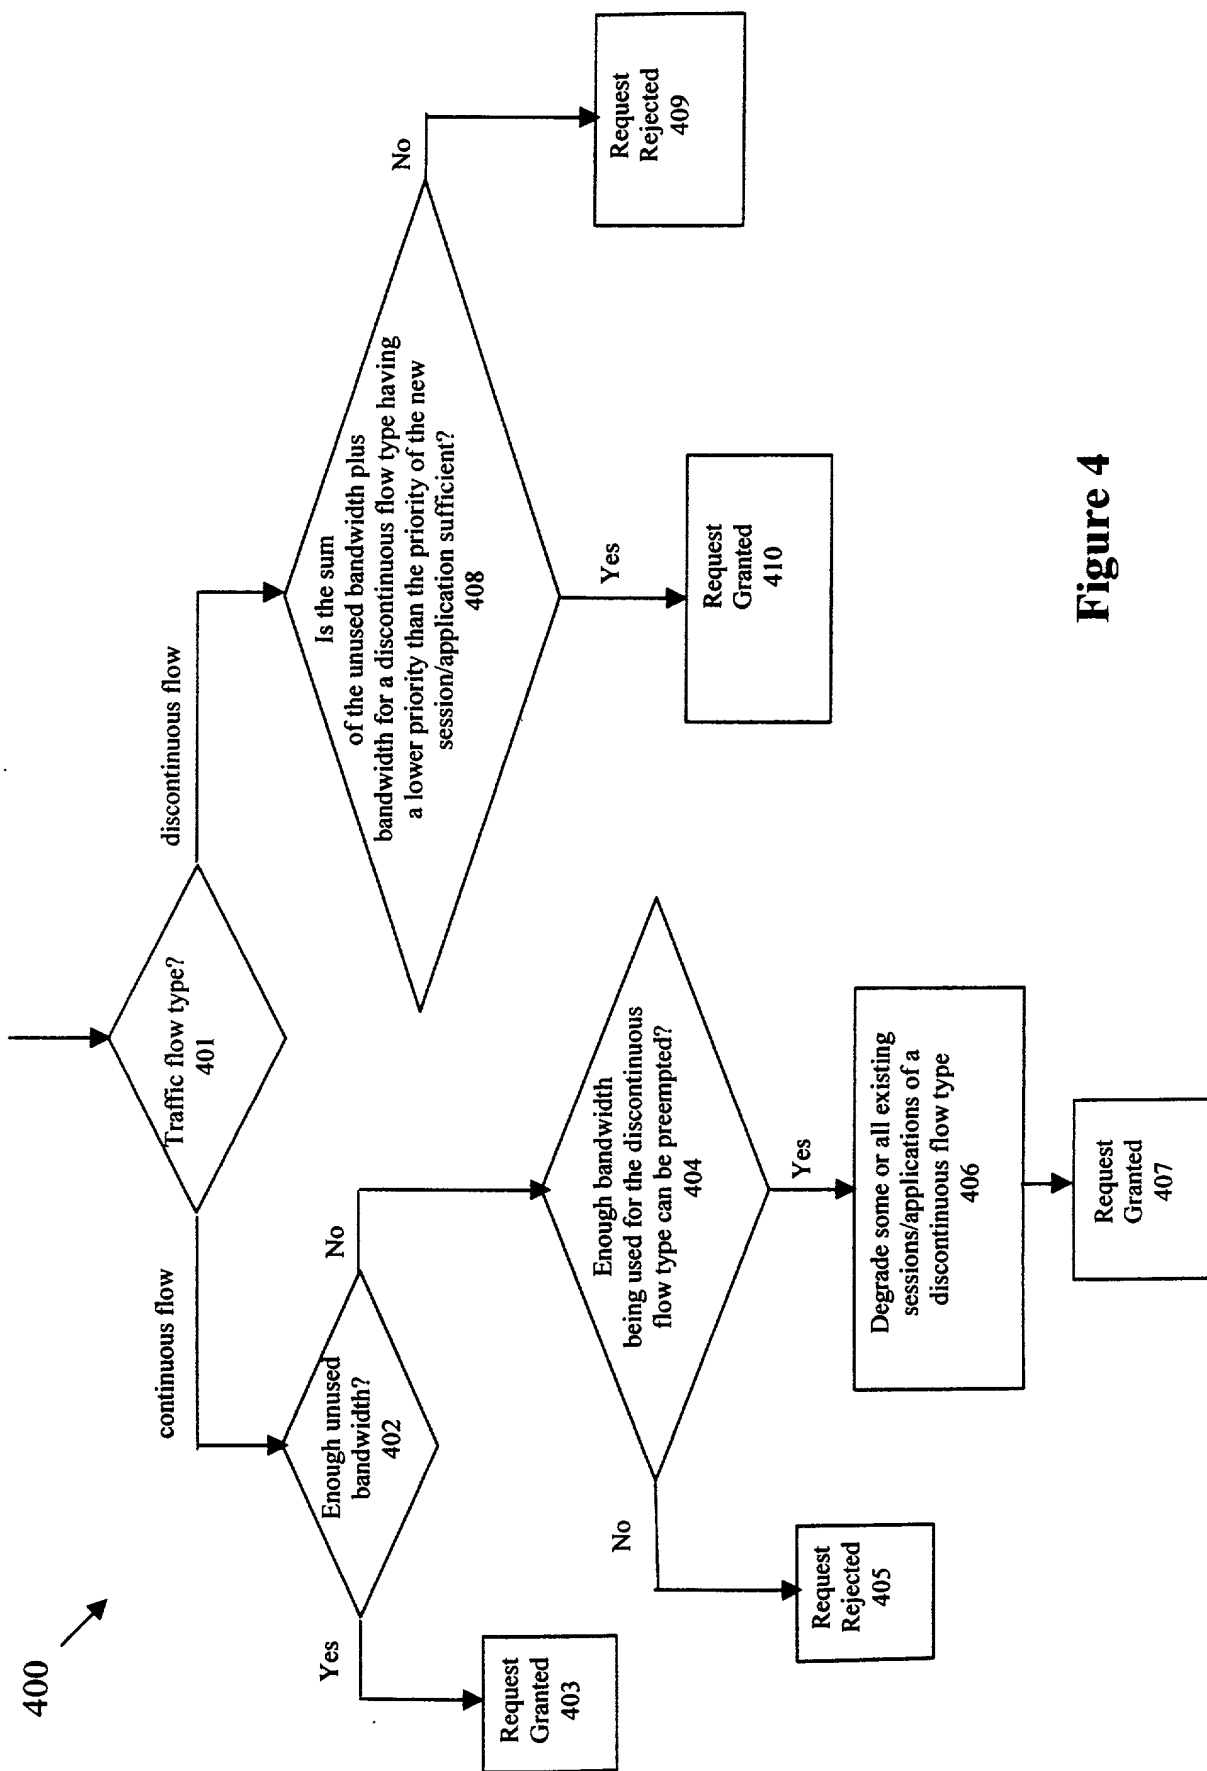 400
Traffic flow type?
401
continuous flow
discontinuous flow
Enough unused
bandwidth?
402
Yes
No
Request
Granted
403
Enough bandwidth
being used for the discontinuous
flow type can be preempted?
404
No
Yes
Request
Rejected
405
Degrade some or all existing
sessions/applications of a
discontinuous flow type
406
Request
Granted
407
Is the sum
of the unused bandwidth plus
bandwidth for a discontinuous flow type having
a lower priority than the priority of the new
session/application sufficient?
408
No
Yes
Request
Rejected
409
Request
Granted
410
Figure 4